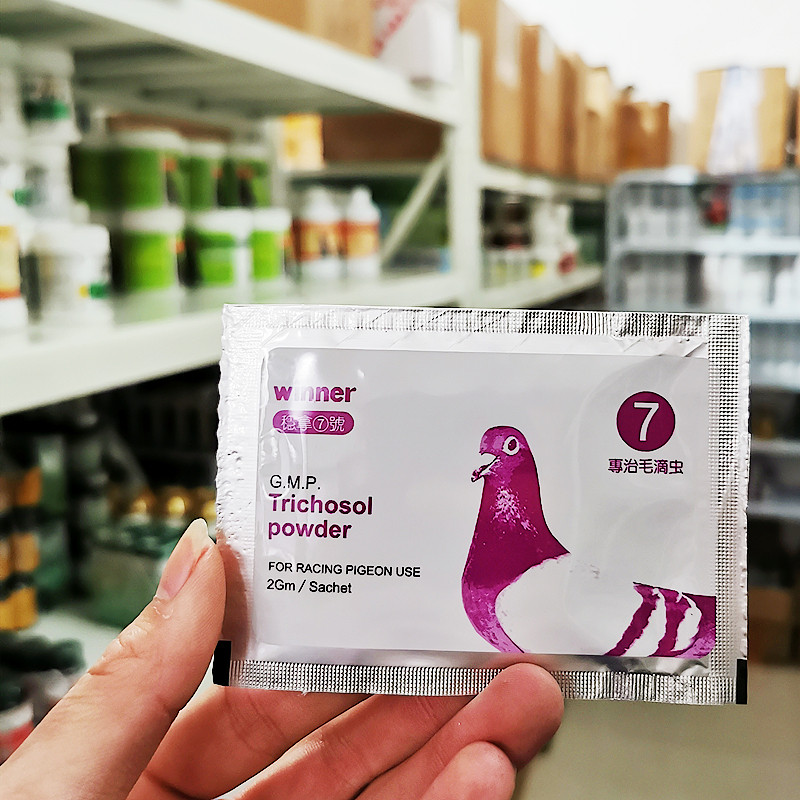 winner
穩拿⑦號
G.M.P.
Trichosol
powder
FOR RACING PIGEON USE
2Gm / Sachet
7
專治毛滴虫